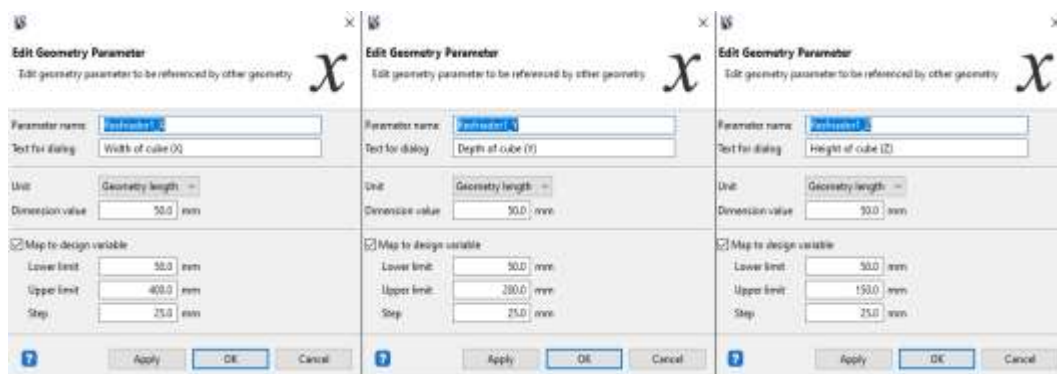 Edit Geometry Parameter
Edit geometry parameter to be referenced by other geometry
x
Parameter name
Text for dialog Width of cube (X)
Unit Geometry length
Dimension value 50.0 mm
Map to design variable
Lower limit 50.0 mm
Upper limit 400.0 mm
Step 25.0 mm
? Apply OK Cancel
Edit Geometry Parameter
Edit geometry parameter to be referenced by other geometry
x
Parameter name
Text for dialog Depth of cube (Y)
Unit Geometry length
Dimension value 50.0 mm
Map to design variable
Lower limit 50.0 mm
Upper limit 200.0 mm
Step 25.0 mm
? Apply OK Cancel
Edit Geometry Parameter
Edit geometry parameter to be referenced by other geometry
x
Parameter name
Text for dialog Height of cube (Z)
Unit Geometry length
Dimension value 50.0 mm
Map to design variable
Lower limit 50.0 mm
Upper limit 150.0 mm
Step 25.0 mm
? Apply OK Cancel